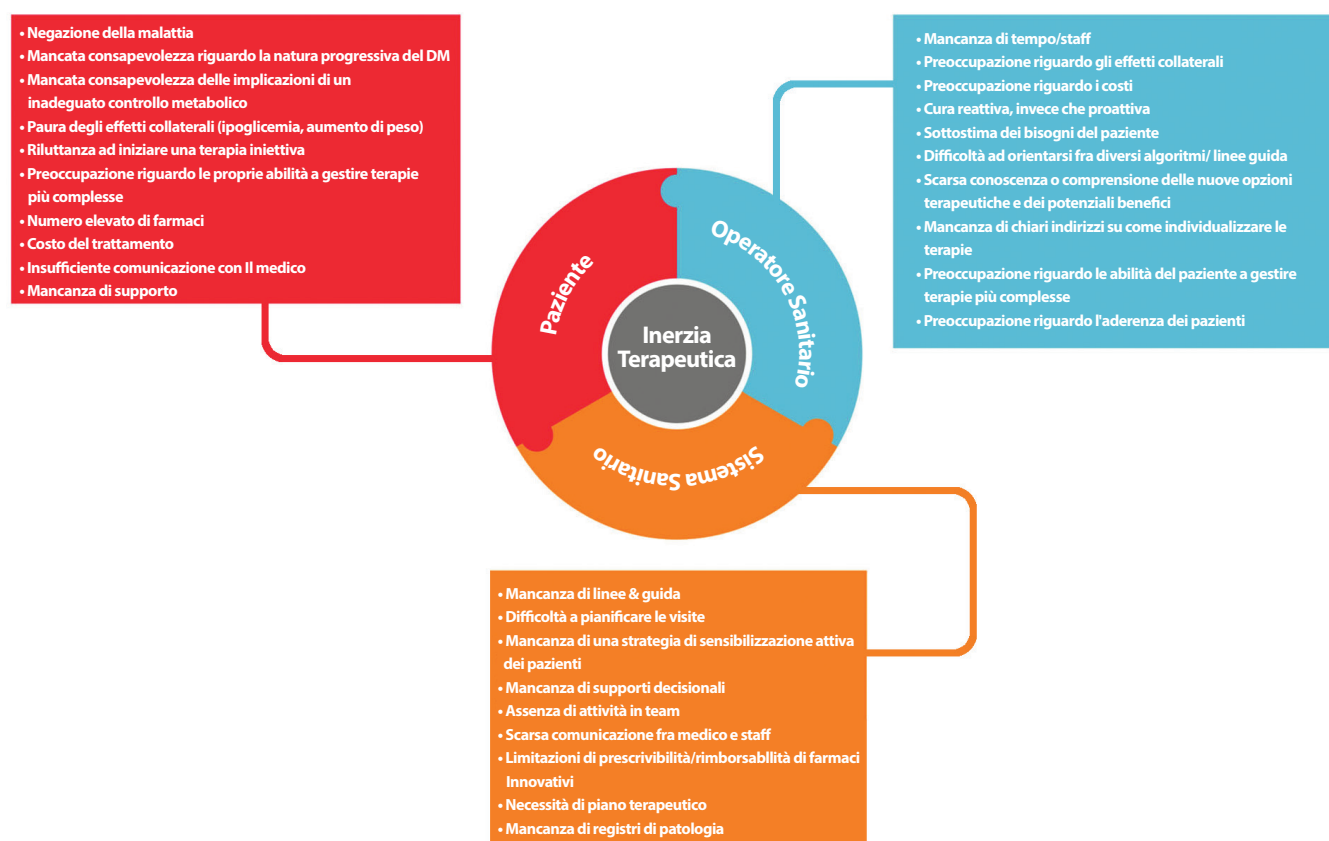 • Negazione della malattia
• Mancata consapevolezza riguardo la natura progressiva del DM
• Mancata consapevolezza delle implicazioni di un
inadeguato controllo metabolico
• Paura degli effetti collaterali (ipoglicemia, aumento di peso)
• Riluttanza ad iniziare una terapia iniettiva
• Preoccupazione riguardo le proprie abilità a gestire terapie
più complesse
• Numero elevato di farmaci
• Costo del trattamento
• Insufficiente comunicazione con Il medico
• Mancanza di supporto
• Mancanza di tempo/staff
• Preoccupazione riguardo gli effetti collaterali
• Preoccupazione riguardo i costi
• Cura reattiva, invece che proattiva
• Sottostima dei bisogni del paziente
• Difficoltà ad orientarsi fra diversi algoritmi/ linee guida
• Scarsa conoscenza o comprensione delle nuove opzioni
terapeutiche e dei potenziali benefici
• Mancanza di chiari indirizzi su come individualizzare le
terapie
• Preoccupazione riguardo le abilità del paziente a gestire
terapie più complesse
• Preoccupazione riguardo l'aderenza dei pazienti
Paziente
Operatore Sanitario
Inerzia
Terapeutica
Sistema Sanitario
• Mancanza di linee & guida
• Difficoltà a pianificare le visite
• Mancanza di una strategia di sensibilizzazione attiva
dei pazienti
• Mancanza di supporti decisionali
• Assenza di attività in team
• Scarsa comunicazione fra medico e staff
• Limitazioni di prescrivibilità/rimborsabllità di farmaci
Innovativi
• Necessità di piano terapeutico
• Mancanza di registri di patologia